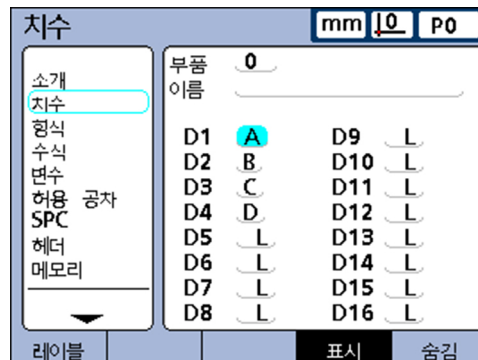 치수 mm 0 P0
소개
치수
형식
수식
변수
허용 공차
SPC
헤더
메모리
부품 0
이름
D1 A D9 L
D2 B D10 L
D3 C D11 L
D4 D D12 L
D5 L D13 L
D6 L D14 L
D7 L D15 L
D8 L D16 L
레이블 표시 숨김